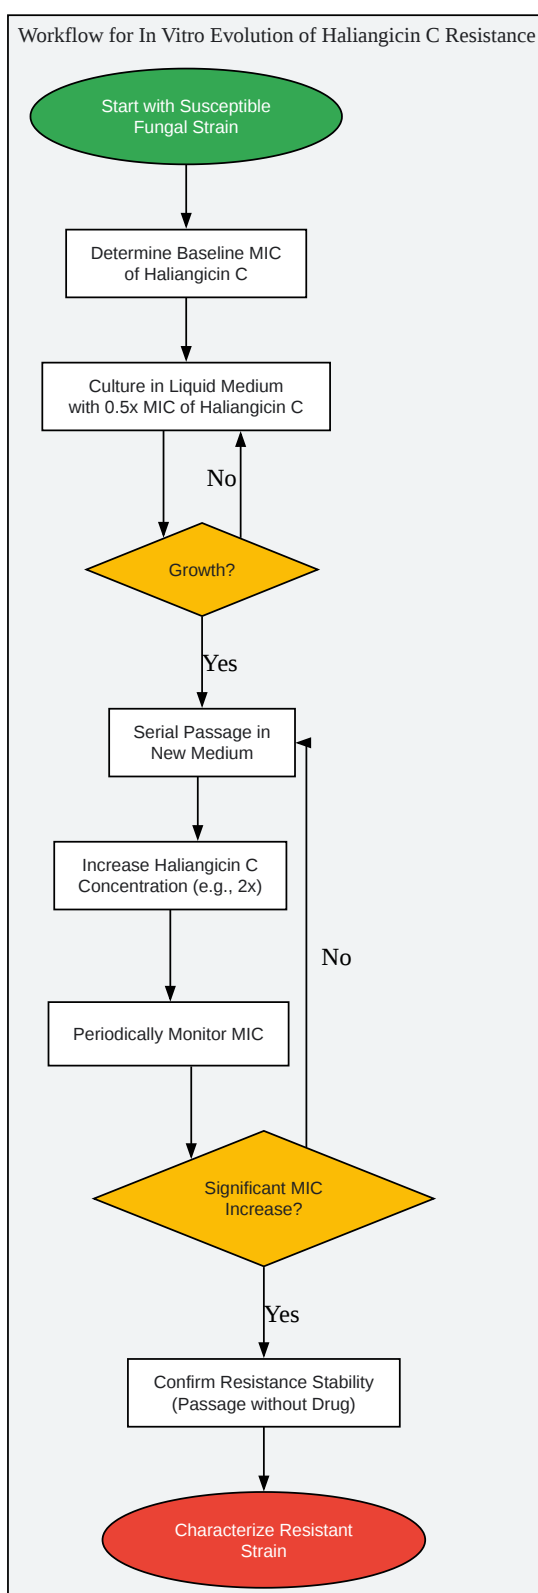 Workflow for In Vitro Evolution of Haliangicin C Resistance
Start with Susceptible
Fungal Strain
Determine Baseline MIC
of Haliangicin C
Culture in Liquid Medium
with 0.5x MIC of Haliangicin C
No
Growth?
Yes
Serial Passage in
New Medium
Increase Haliangicin C
Concentration (e.g., 2x)
No
Periodically Monitor MIC
Significant MIC
Increase?
Yes
Confirm Resistance Stability
(Passage without Drug)
Characterize Resistant
Strain